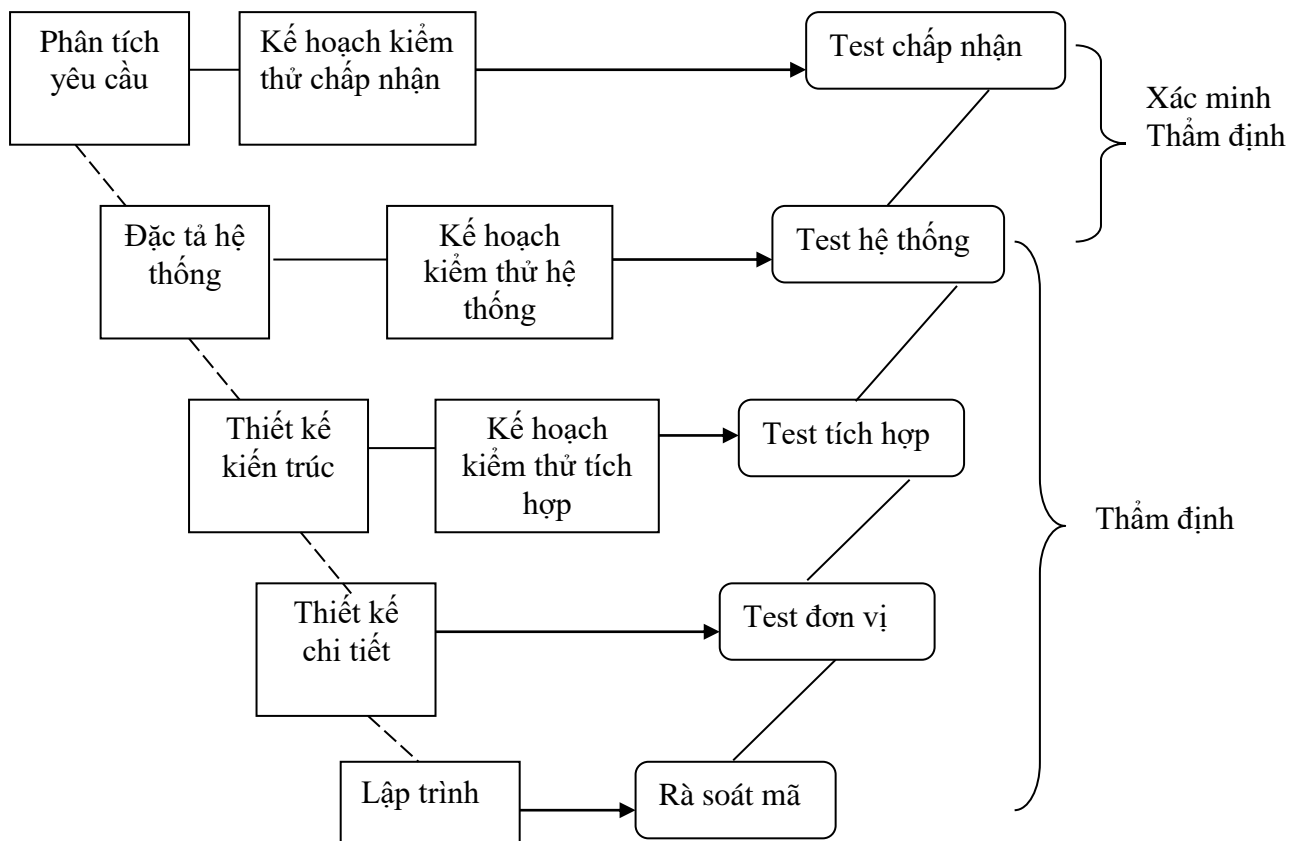 Phân tích
yêu cầu
Kế hoạch kiểm
thử chấp nhận
Test chấp nhận
Xác minh
Thẩm định
Đặc tả hệ
thống
Kế hoạch
kiểm thử hệ
thống
Test hệ thống
Thiết kế
kiến trúc
Kế hoạch
kiểm thử tích
hợp
Test tích hợp
Thẩm định
Thiết kế
chi tiết
Test đơn vị
Lập trình
Rà soát mã